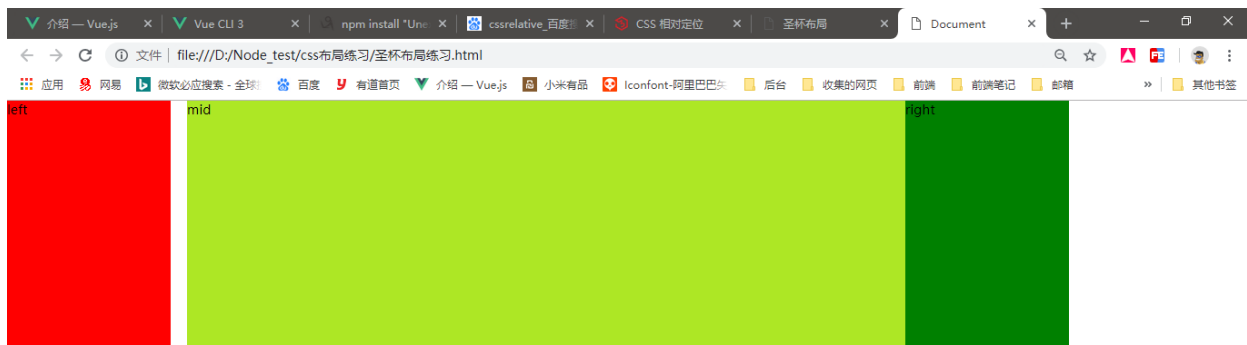 介绍 — Vue.js Vue CLI 3 npm install "Une cssrelative_百度 CSS 相对定位 圣杯布局 Document
文件 file:///D:/Node_test/css布局练习/圣杯布局练习.html
应用 网易 微软必应搜索 - 全球 百度 有道首页 介绍 — Vue.js 小米有品 Iconfont-阿里巴巴矢 后台 收集的网页 前端 前端笔记 邮箱 » 其他书签
left mid right